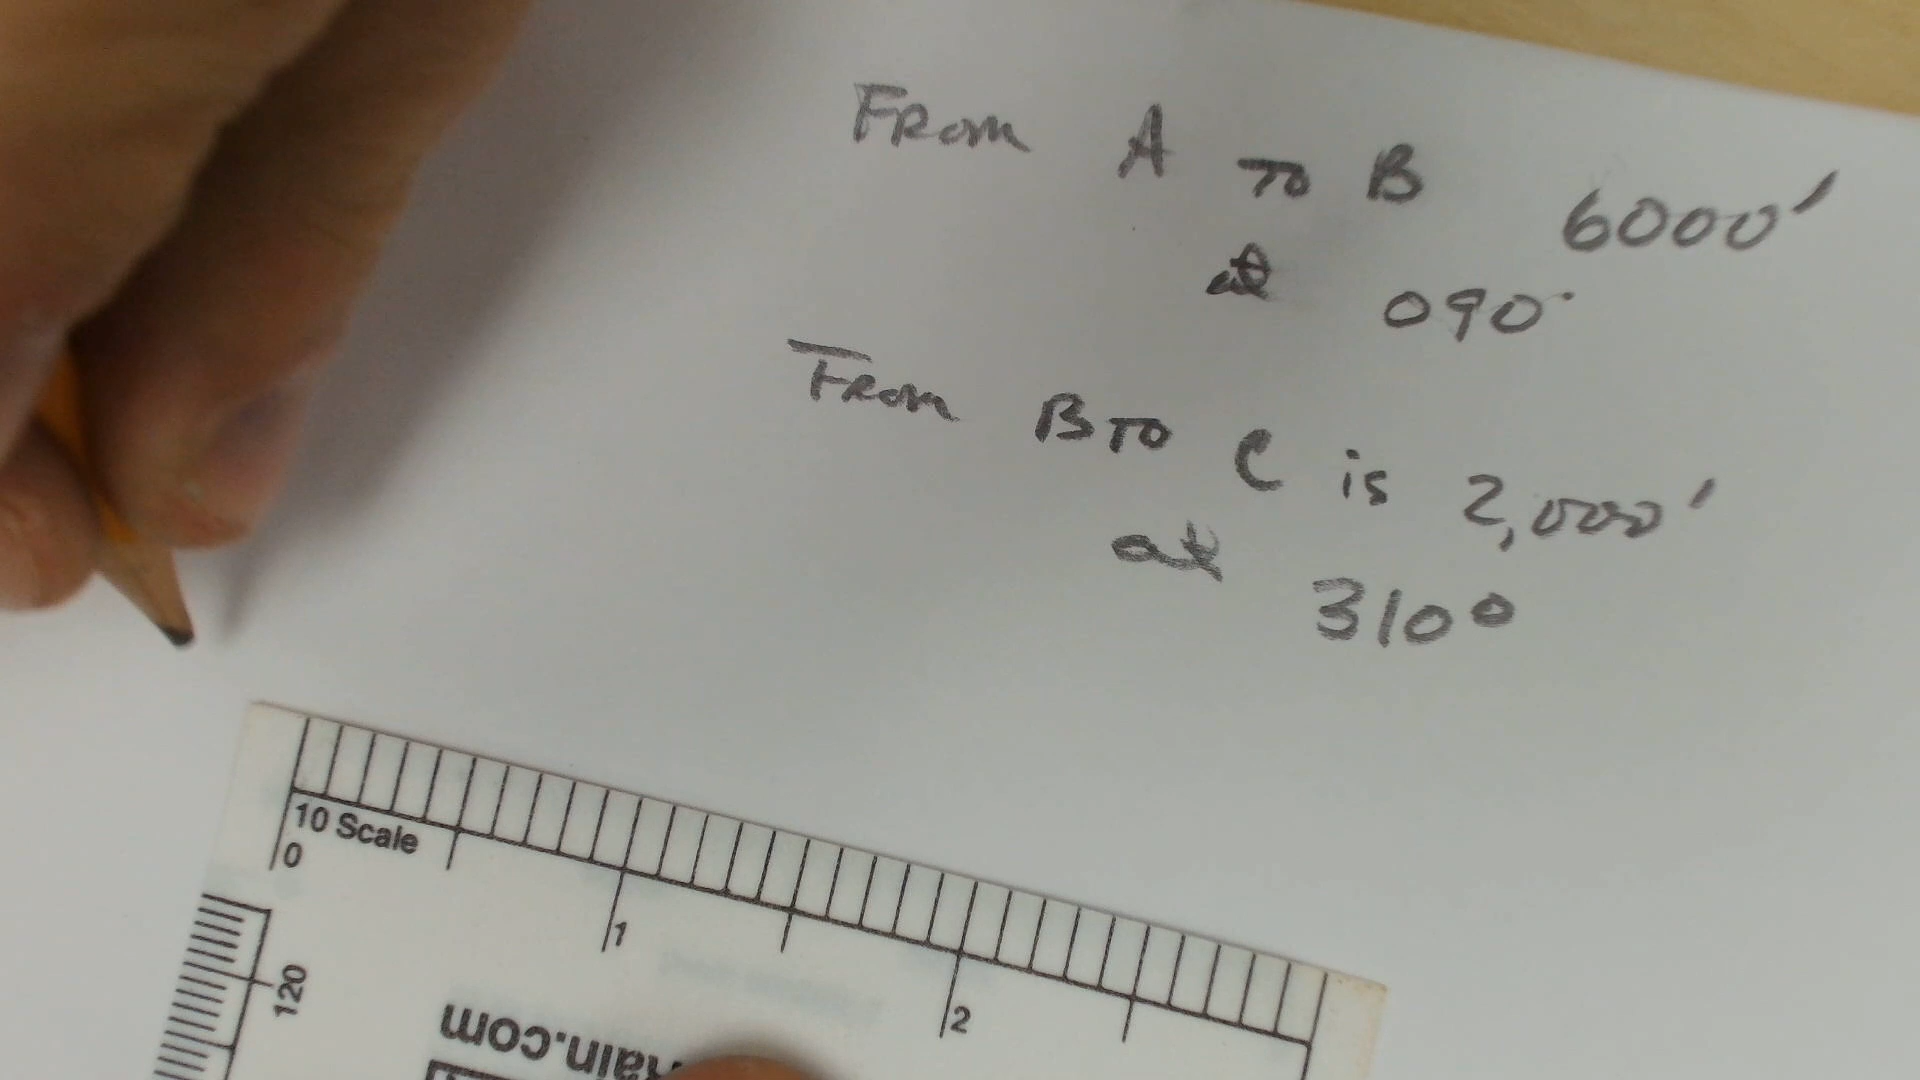 From A to B 6000'
at 090°
From B to C is 2,000'
at 310°
10 Scale
0
1
2
120
ain.com